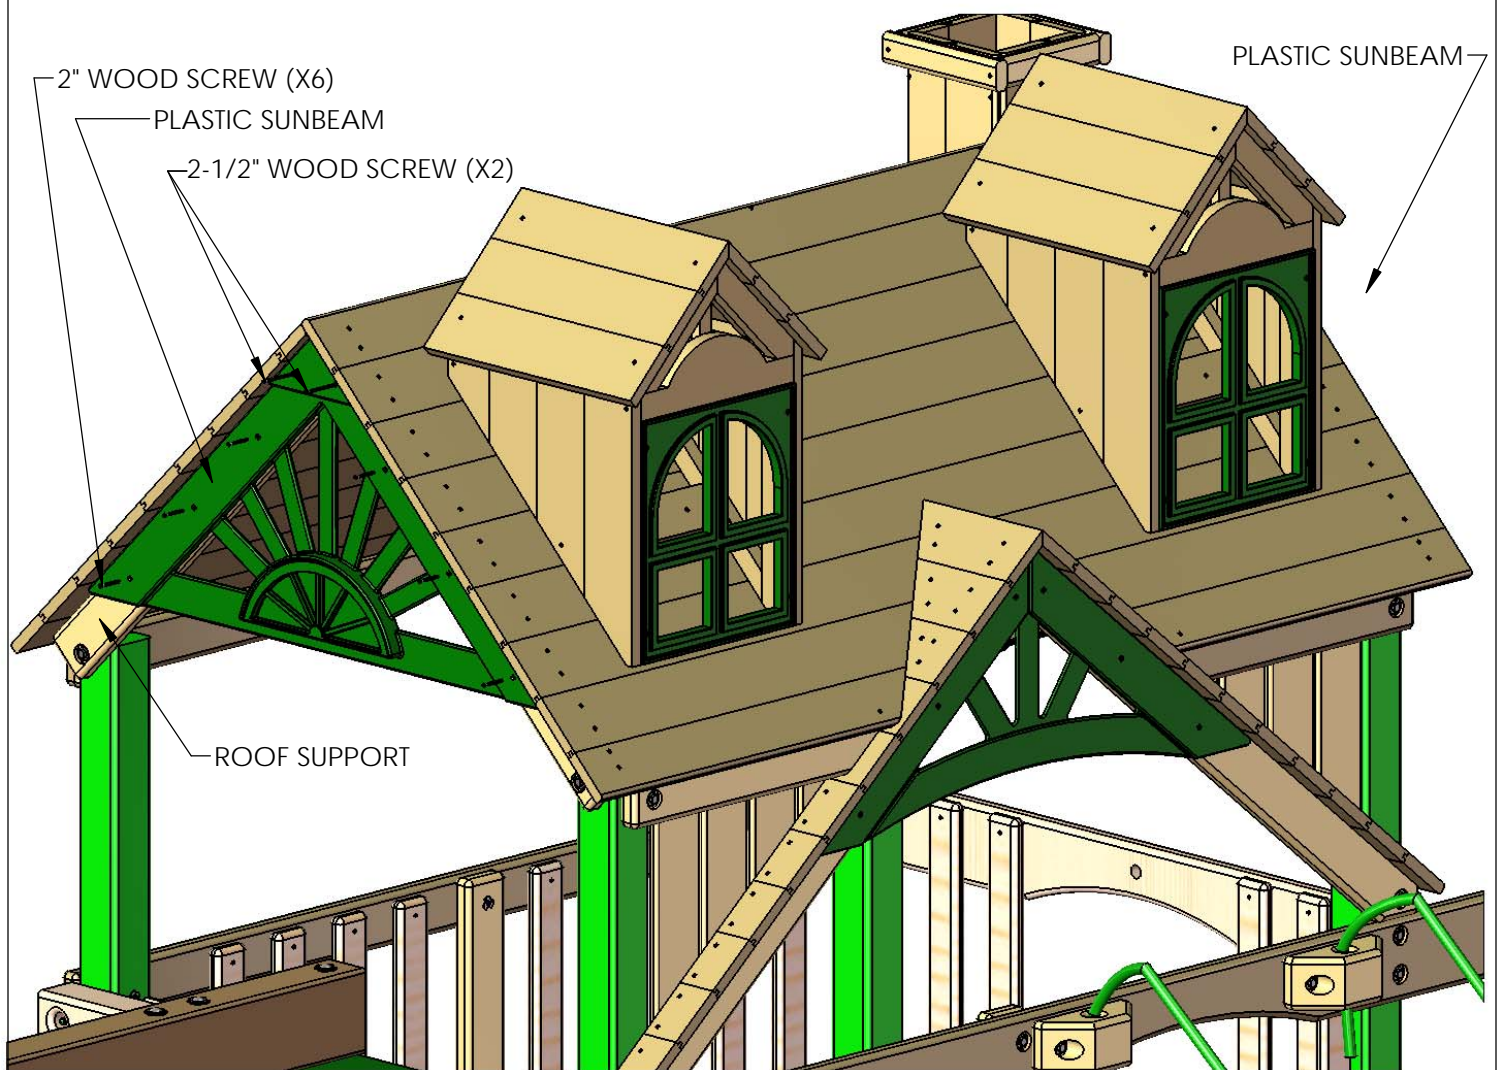 2" WOOD SCREW (X6)
PLASTIC SUNBEAM
2-1/2" WOOD SCREW (X2)
PLASTIC SUNBEAM
ROOF SUPPORT